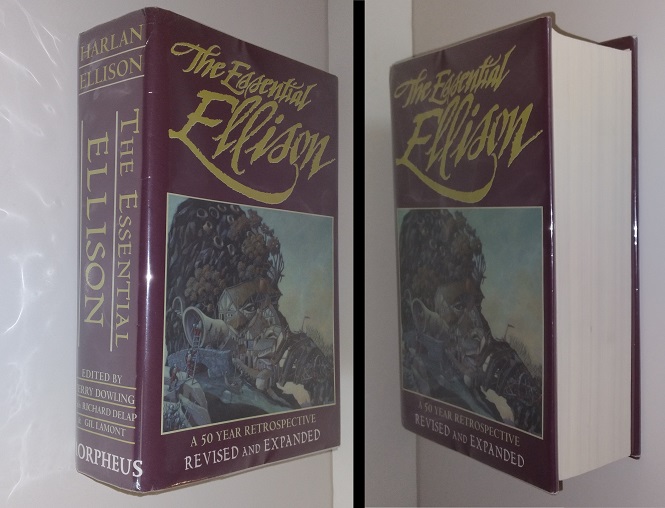 HARLAN
ELLISON
THE ESSENTIAL
ELLISON
EDITED BY
RICHARD DELAP
GIL LAMONT
The Essential
Ellison
A 50 YEAR RETROSPECTIVE
REVISED AND EXPANDED
The Essential
Ellison
A 50 YEAR RETROSPECTIVE
REVISED AND EXPANDED